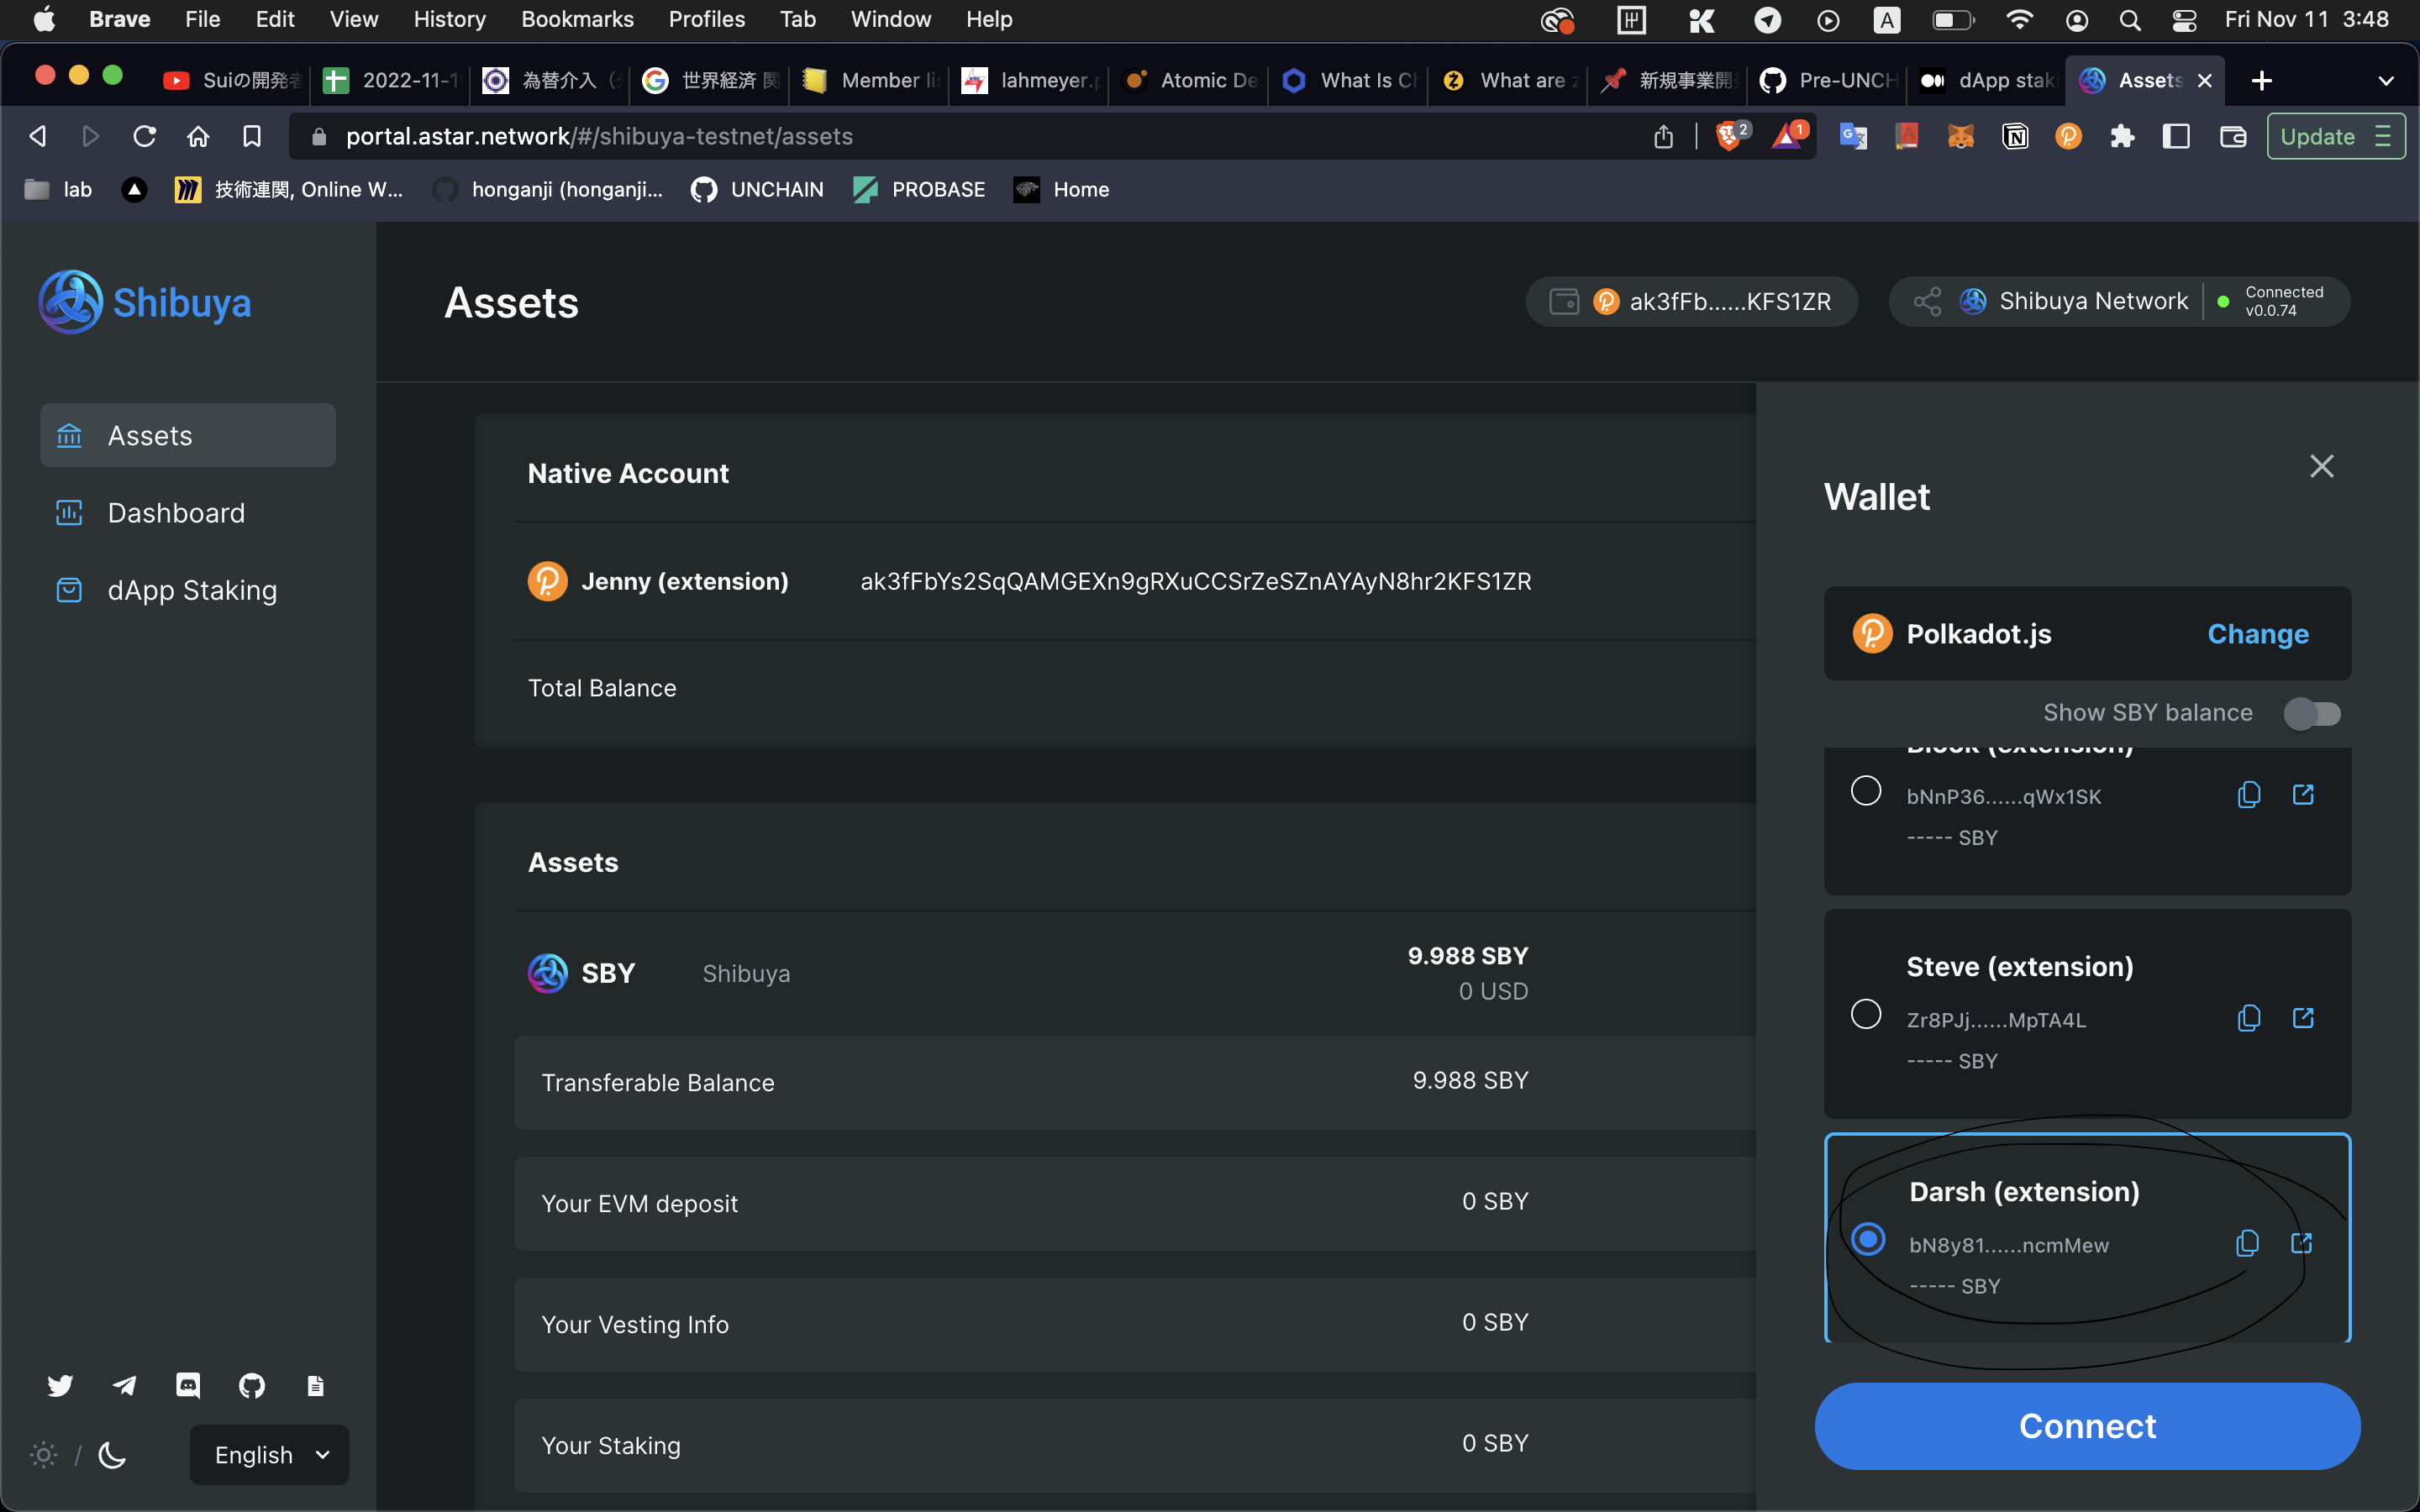 Brave File Edit View History Bookmarks Profiles Tab Window Help
A
Fri Nov 11 3:48
Suiの開発者
2022-11-1
為替介入
世界経済 関
Member li
lahmeyer.
Atomic De
What Is Ch
What are z
新規事業開
Pre-UNCH
dApp staki
Assets
portal.astar.network/#/shibuya-testnet/assets
2
1
Update
lab
技術連関, Online W...
honganji (honganji...
UNCHAIN
PROBASE
Home
Shibuya
Assets
Dashboard
dApp Staking
English
/
Assets
ak3fFb......KFS1ZR
Shibuya Network
Connected
v0.0.74
Native Account
Jenny (extension) ak3fFbYs2SqQAMGEXn9gRXuCCSrZeSZnAYAyN8hr2KFS1ZR
Total Balance
Assets
SBY Shibuya 9.988 SBY
0 USD
Transferable Balance 9.988 SBY
Your EVM deposit 0 SBY
Your Vesting Info 0 SBY
Your Staking 0 SBY
Wallet
Polkadot.js Change
Show SBY balance
(extension)
bNnP36......qWx1SK
----- SBY
Steve (extension)
Zr8PJj......MpTA4L
----- SBY
Darsh (extension)
bN8y81......ncmMew
----- SBY
Connect